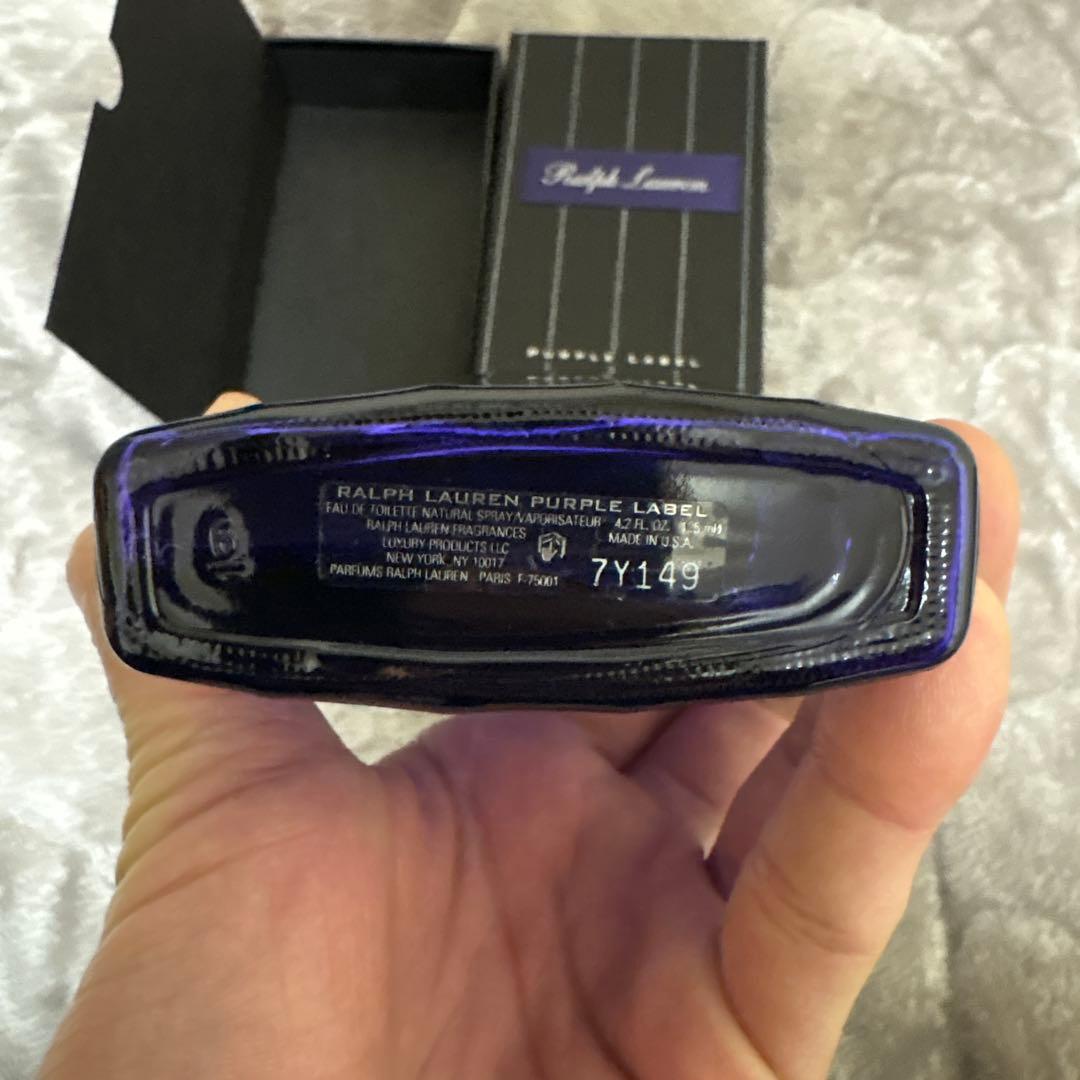 Ralph Lauren
PURPLE LABEL
RALPH LAUREN PURPLE LABEL
EAU DE TOILETTE NATURAL SPRAY/VAPORISATEUR 4.2 FL. OZ.
RALPH LAUREN FRAGRANCES MADE IN U.S.A.
LUXURY PRODUCTS LLC
NEW YORK, NY 10017
PARFUMS RALPH LAUREN PARIS F-75001
7Y149